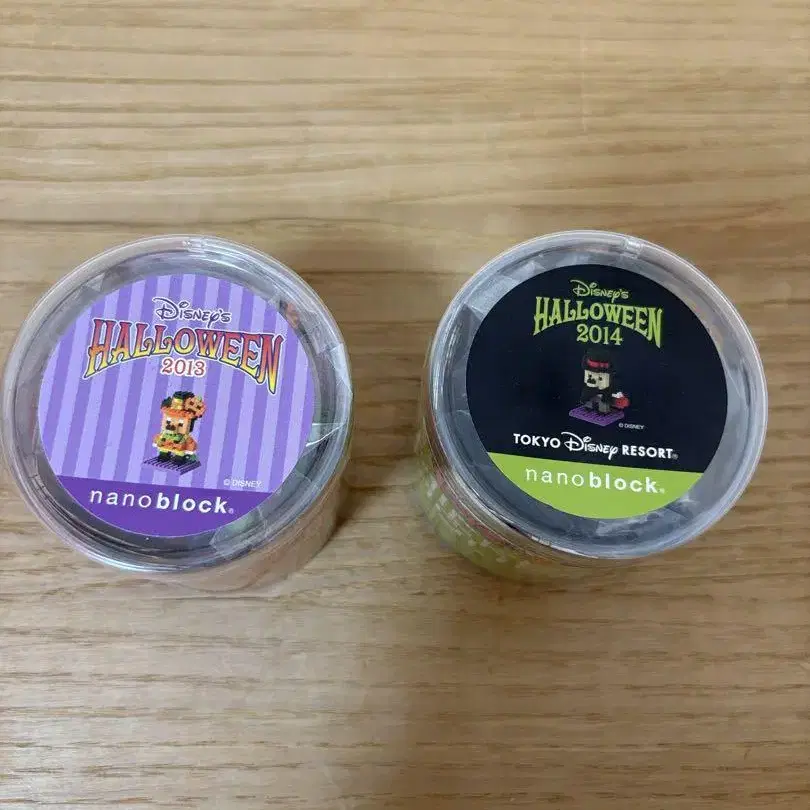 Disney's
HALLOWEEN
2013
© DISNEY
nanoblock®
Disney's
HALLOWEEN
2014
© DISNEY
TOKYO Disney RESORT®
nanoblock®